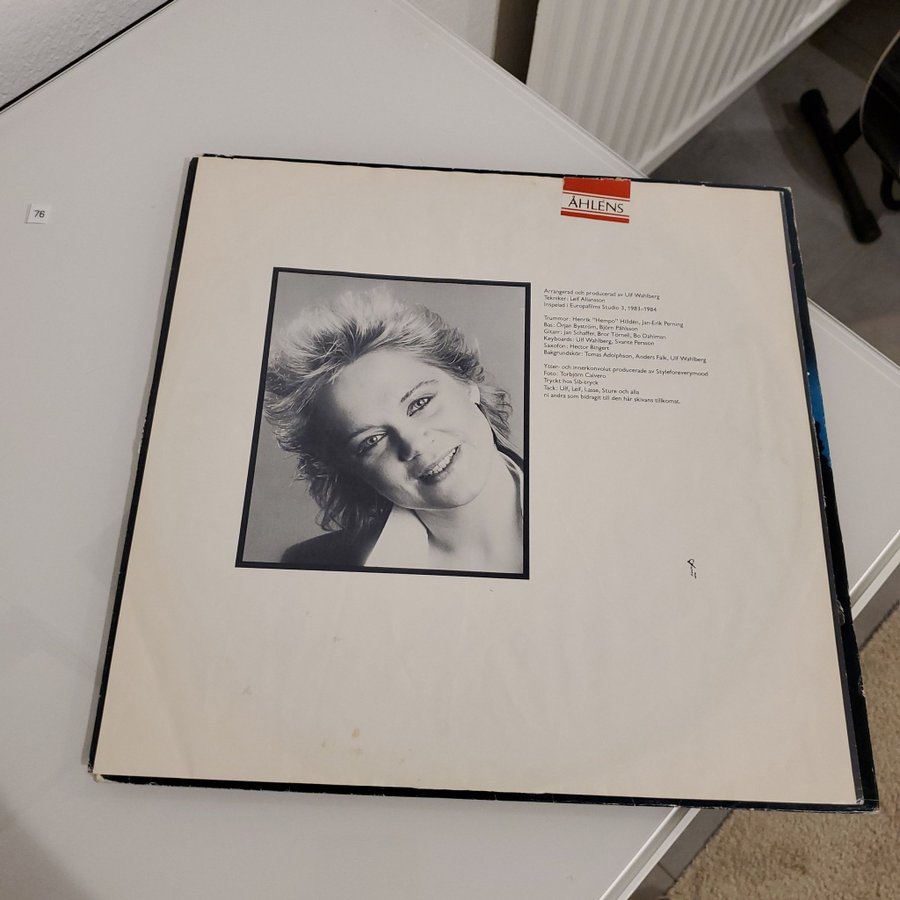 76
ÅHLÉNS
Arrangerad och producerad av Ulf Wahlberg
Tekniker: Leif Allansson
Inspelad i Europafilms Studio 3, 1983-1984
Trummor: Henrik "Hempo" Hildén, Jan-Erik Perning
Bas: Örjan Byström, Björn Påhlsson
Gitarr: Jan Schaffer, Bror Törnell, Bo Dahlman
Keyboards: Ulf Wahlberg, Svante Persson
Saxofon: Hector Bingert
Bakgrundskör: Tomas Adolphson, Anders Falk, Ulf Wahlberg
Ytter- och innerkonvolut producerade av Styleforeverymood
Foto: Torbjörn Calvero
Tryckt hos Sib-tryck
Tack: Ulf, Leif, Lasse, Sture och alla
ni andra som bidragit till den här skivans tillkomst.